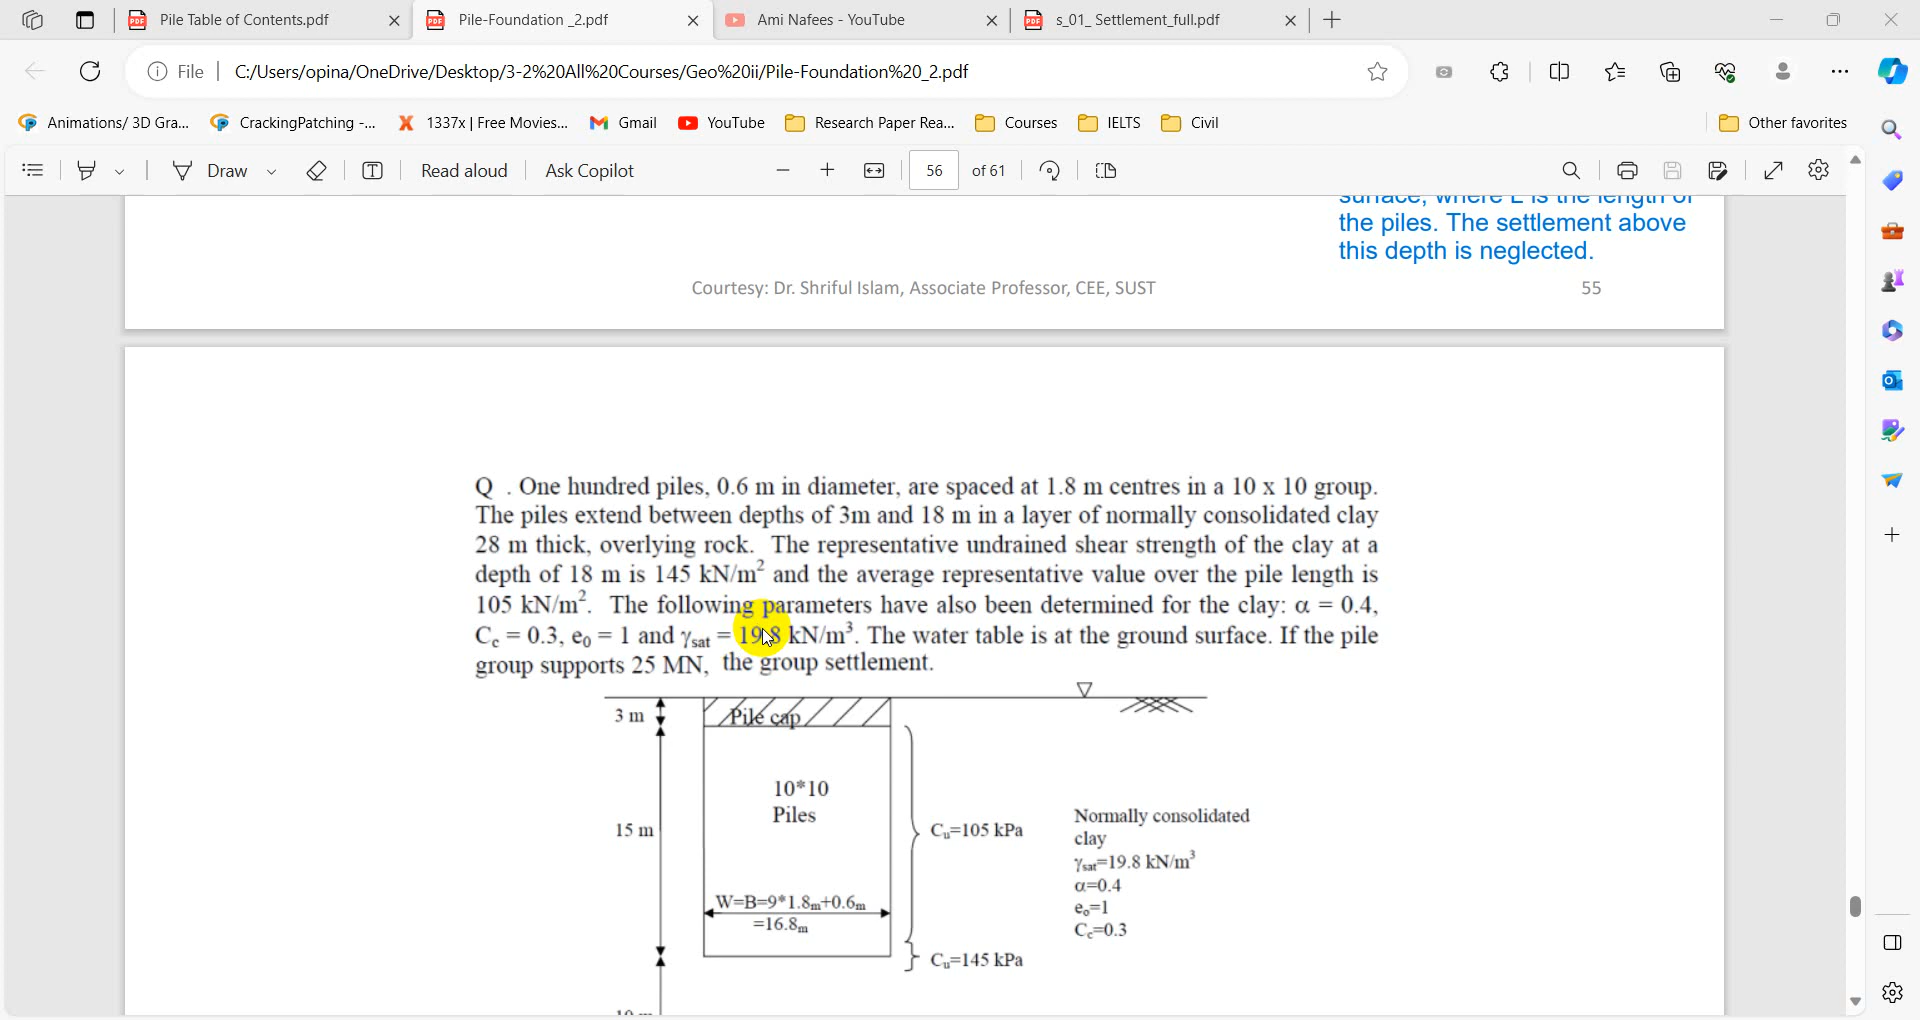 Pile Table of Contents.pdf
Pile-Foundation _2.pdf
Ami Nafees - YouTube
s_01_ Settlement_full.pdf
File
C:/Users/opina/OneDrive/Desktop/3-2%20All%20Courses/Geo%20ii/Pile-Foundation%20_2.pdf
Animations/ 3D Gra...
CrackingPatching -...
1337x | Free Movies...
Gmail
YouTube
Research Paper Rea...
Courses
IELTS
Civil
Other favorites
Draw
Read aloud
Ask Copilot
56
of 61
surface, where L is the length of
the piles. The settlement above
this depth is neglected.
Courtesy: Dr. Shriful Islam, Associate Professor, CEE, SUST
55
Q . One hundred piles, 0.6 m in diameter, are spaced at 1.8 m centres in a 10 x 10 group.
The piles extend between depths of 3m and 18 m in a layer of normally consolidated clay
28 m thick, overlying rock. The representative undrained shear strength of the clay at a
depth of 18 m is 145 kN/m² and the average representative value over the pile length is
105 kN/m². The following parameters have also been determined for the clay: α = 0.4,
Cc = 0.3, e₀ = 1 and γsat = 19.8 kN/m³. The water table is at the ground surface. If the pile
group supports 25 MN, the group settlement.
3 m
Pile cap
10*10
Piles
15 m
Cu=105 kPa
Normally consolidated
clay
γsat=19.8 kN/m³
α=0.4
eo=1
Cc=0.3
W=B=9*1.8m+0.6m
=16.8m
Cu=145 kPa